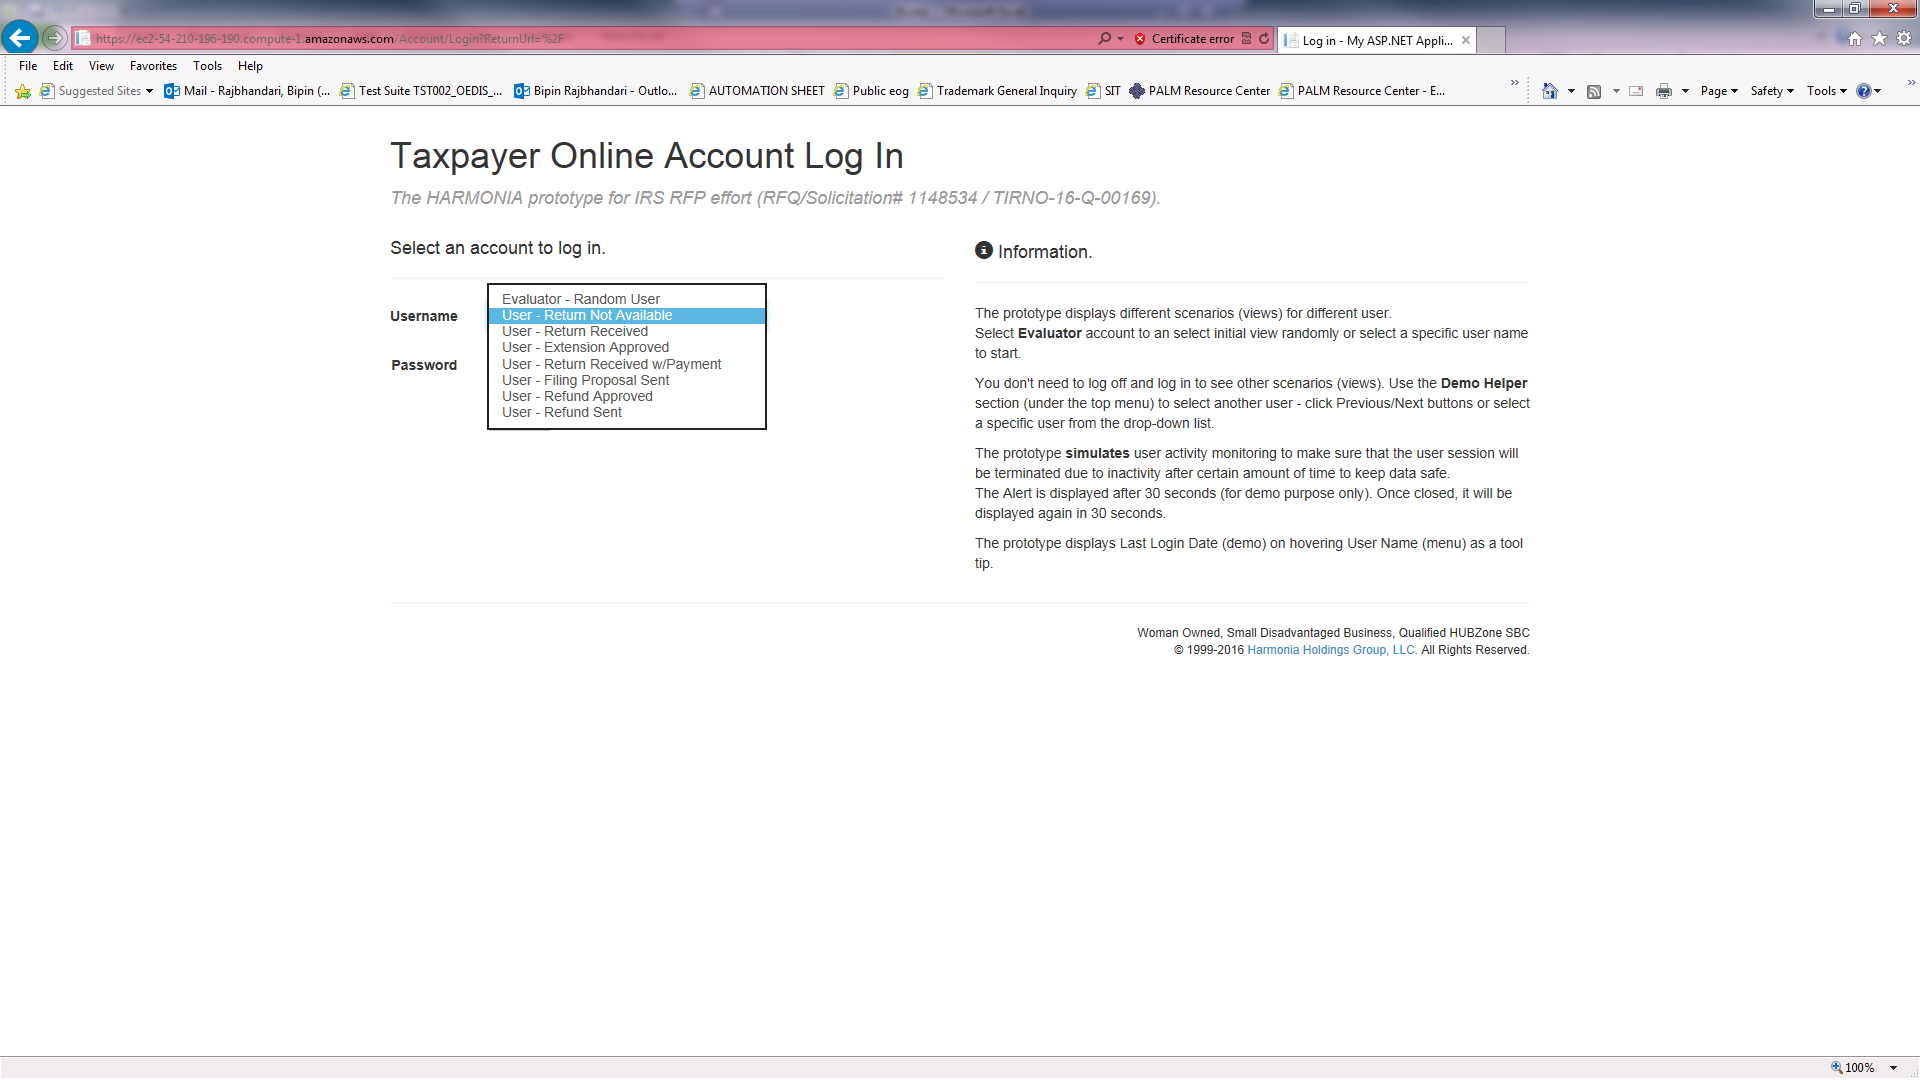 https://ec2-54-210-196-190.compute-1.amazonaws.com/Account/Login?ReturnUrl=%2F
Certificate error
Log in - My ASP.NET Appli...
File Edit View Favorites Tools Help
Suggested Sites
Mail - Rajbhandari, Bipin (...
Test Suite TST002_OEDIS_...
Bipin Rajbhandari - Outlo...
AUTOMATION SHEET
Public eog
Trademark General Inquiry
SIT
PALM Resource Center
PALM Resource Center - E...
Page
Safety
Tools
Taxpayer Online Account Log In
The HARMONIA prototype for IRS RFP effort (RFQ/Solicitation# 1148534 / TIRNO-16-Q-00169).
Select an account to log in.
Username
Password
Evaluator - Random User
User - Return Not Available
User - Return Received
User - Extension Approved
User - Return Received w/Payment
User - Filing Proposal Sent
User - Refund Approved
User - Refund Sent
Information.
The prototype displays different scenarios (views) for different user.
Select Evaluator account to an select initial view randomly or select a specific user name
to start.
You don't need to log off and log in to see other scenarios (views). Use the Demo Helper
section (under the top menu) to select another user - click Previous/Next buttons or select
a specific user from the drop-down list.
The prototype simulates user activity monitoring to make sure that the user session will
be terminated due to inactivity after certain amount of time to keep data safe.
The Alert is displayed after 30 seconds (for demo purpose only). Once closed, it will be
displayed again in 30 seconds.
The prototype displays Last Login Date (demo) on hovering User Name (menu) as a tool
tip.
Woman Owned, Small Disadvantaged Business, Qualified HUBZone SBC
© 1999-2016 Harmonia Holdings Group, LLC. All Rights Reserved.
100%